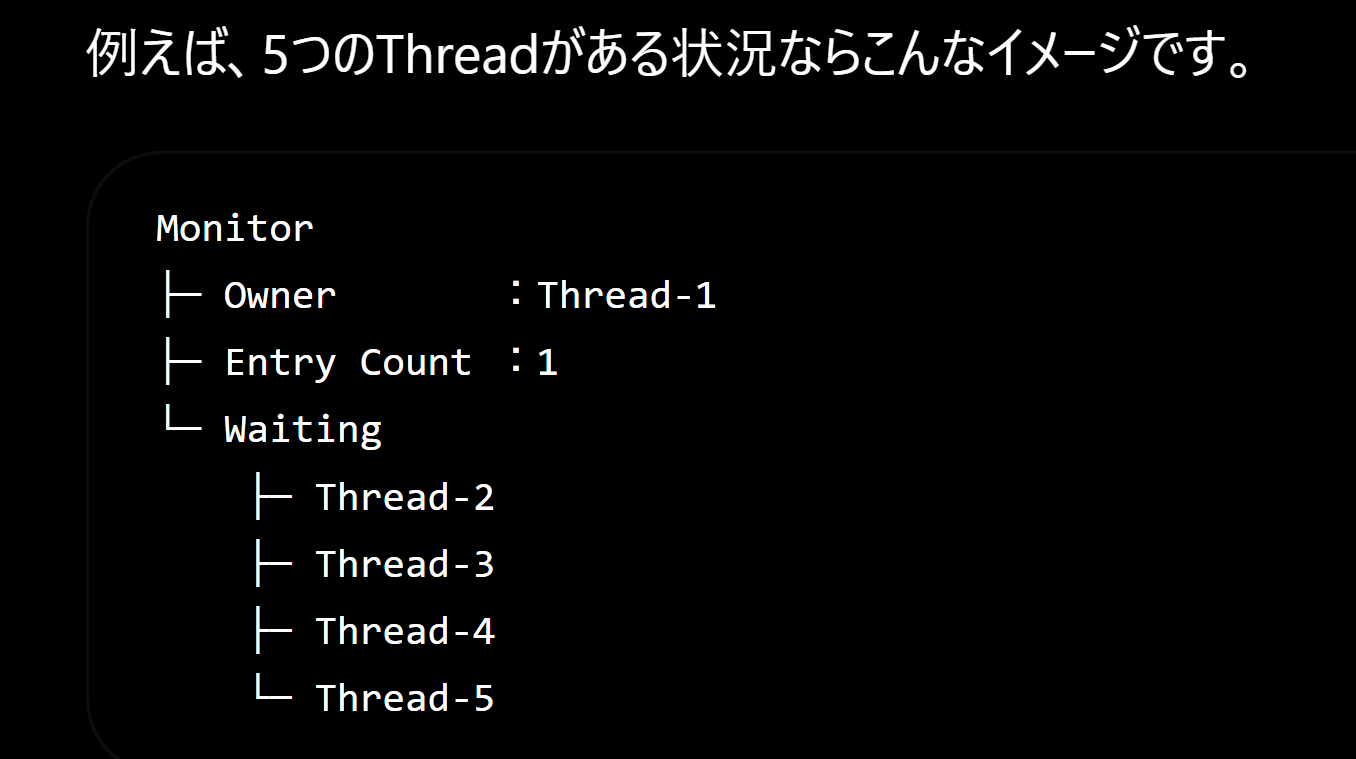 例えば、5つのThreadがある状況ならこんなイメージです。
Monitor
├─ Owner　　　　：Thread-1
├─ Entry Count ：1
└─ Waiting
    ├─ Thread-2
    ├─ Thread-3
    ├─ Thread-4
    └─ Thread-5